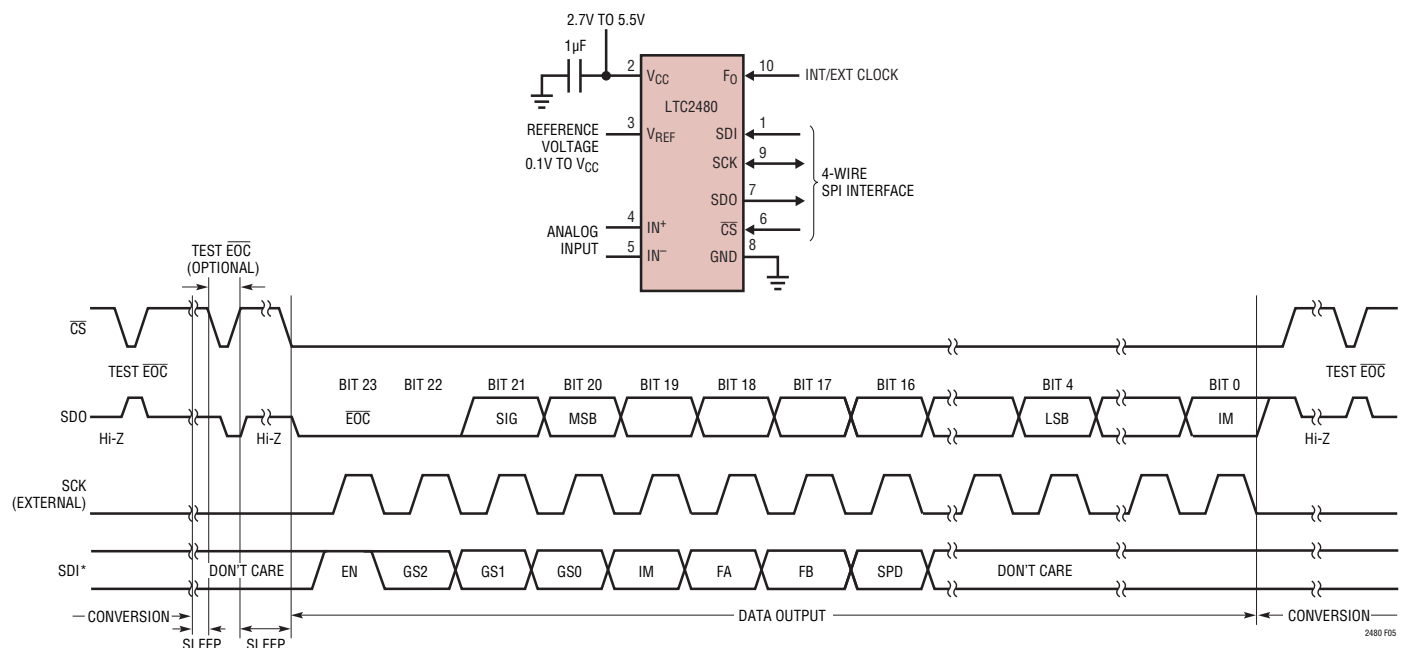 2.7V TO 5.5V
1µF
2 VCC
FO 10 INT/EXT CLOCK
LTC2480
REFERENCE
VOLTAGE
0.1V TO VCC
3 VREF
SDI 1
SCK 9
SDO 7
CS 6
4-WIRE
SPI INTERFACE
ANALOG
INPUT
4 IN+
5 IN–
GND 8
TEST EOC
(OPTIONAL)
CS
TEST EOC
BIT 23 BIT 22 BIT 21 BIT 20 BIT 19 BIT 18 BIT 17 BIT 16 BIT 4 BIT 0
TEST EOC
SDO
EOC SIG MSB LSB IM
Hi-Z Hi-Z Hi-Z
SCK
(EXTERNAL)
SDI* DON'T CARE EN GS2 GS1 GS0 IM FA FB SPD DON'T CARE
CONVERSION DATA OUTPUT CONVERSION
SLEEP SLEEP
2480 F05